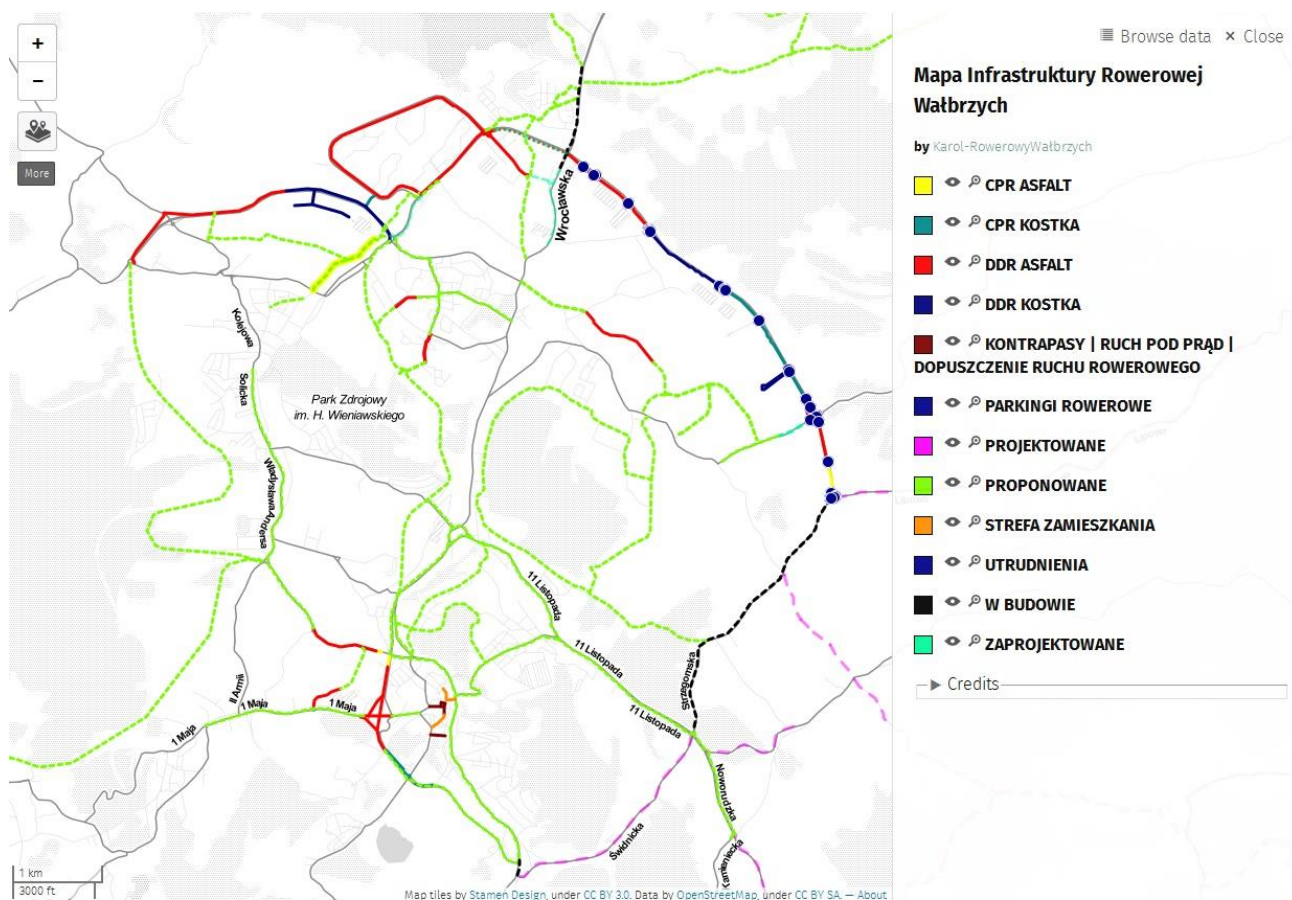 +
−
More
Wrocławska
Kolejowa
Solicka
Park Zdrojowy
im. H. Wieniawskiego
Władysława Andersa
11 Listopada
11 Listopada
11 Listopada
Strzegomska
II Armii
1 Maja
1 Maja
1 Maja
Noworudzka
Świdnicka
1 km
3000 ft
Map tiles by Stamen Design, under CC BY 3.0. Data by OpenStreetMap, under CC BY SA. — About
Browse data × Close
Mapa Infrastruktury Rowerowej
Wałbrzych
by Karol-RowerowyWałbrzych
CPR ASFALT
CPR KOSTKA
DDR ASFALT
DDR KOSTKA
KONTRAPASY | RUCH POD PRĄD |
DOPUSZCZENIE RUCHU ROWEROWEGO
PARKINGI ROWEROWE
PROJEKTOWANE
PROPONOWANE
STREFA ZAMIESZKANIA
UTRUDNIENIA
W BUDOWIE
ZAPROJEKTOWANE
Credits